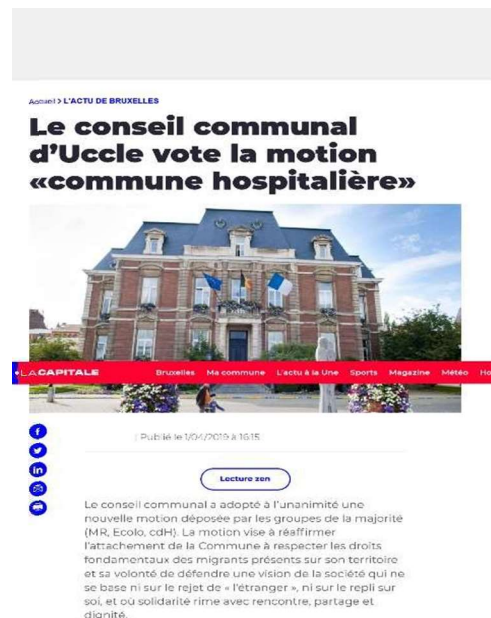 Accueil > L'ACTU DE BRUXELLES
Le conseil communal
d'Uccle vote la motion
«commune hospitalière»
LACAPITALE Bruxelles Ma commune L'actu à la Une Sports Magazine Météo Ho
| Publié le 1/04/2019 à 16:15
Lecture zen
Le conseil communal a adopté à l'unanimité une
nouvelle motion déposée par les groupes de la majorité
(MR, Ecolo, cdH). La motion vise à réaffirmer
l'attachement de la Commune à respecter les droits
fondamentaux des migrants présents sur son territoire
et sa volonté de défendre une vision de la société qui ne
se base ni sur le rejet de « l'étranger », ni sur le repli sur
soi, et où solidarité rime avec rencontre, partage et
dignité.